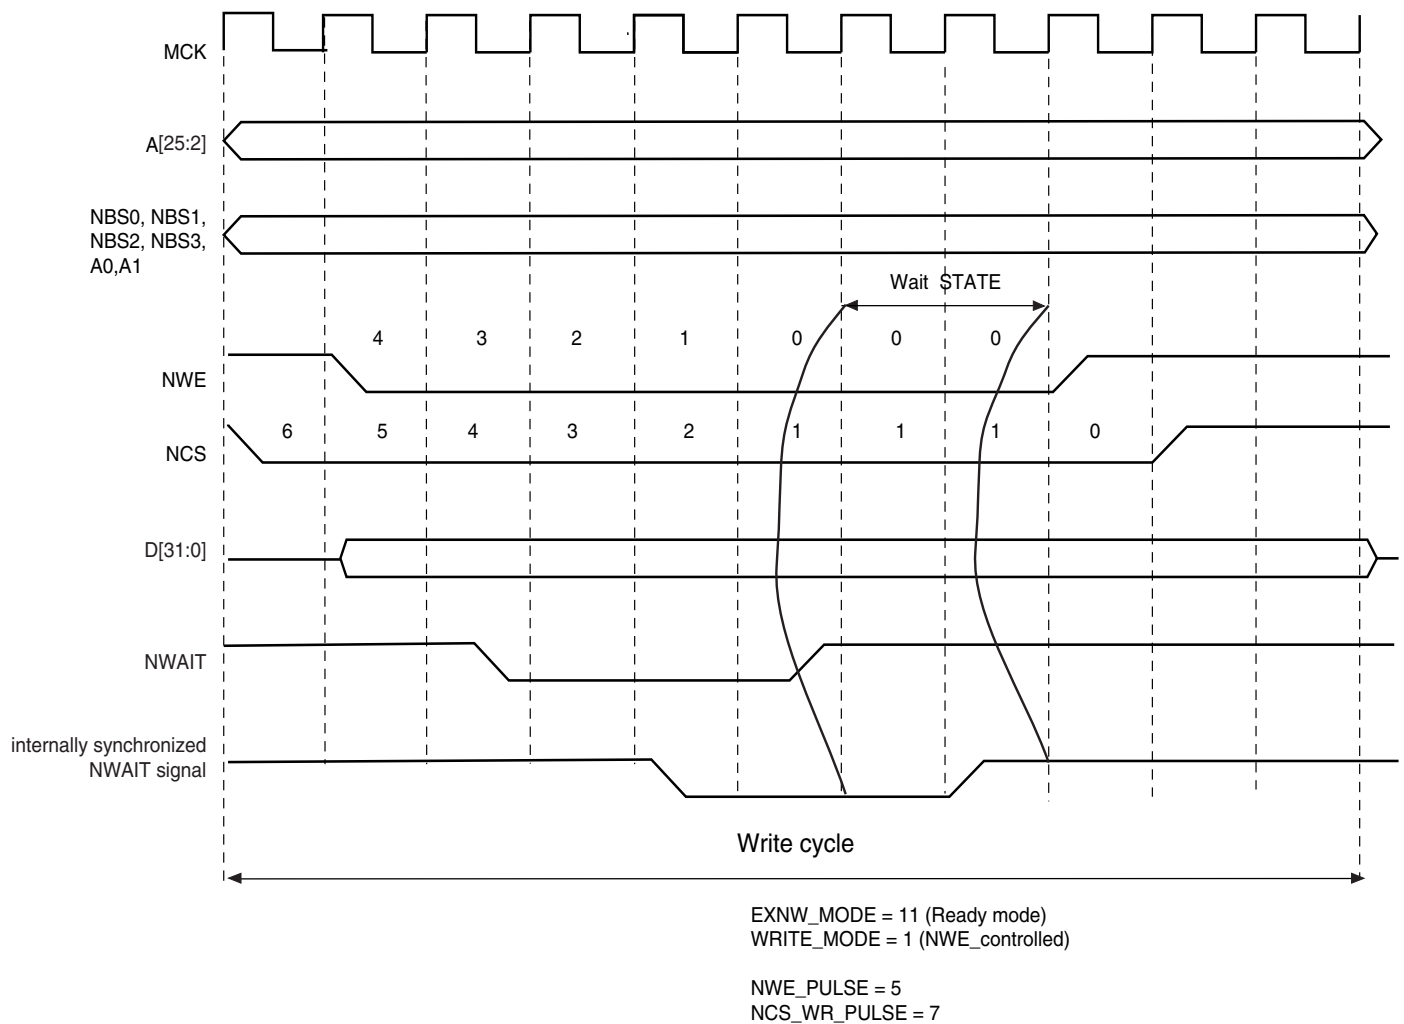 MCK
A[25:2]
NBS0, NBS1,
NBS2, NBS3,
A0,A1
Wait STATE
4 3 2 1 0 0 0
NWE
6 5 4 3 2 1 1 1 0
NCS
D[31:0]
NWAIT
internally synchronized
NWAIT signal
Write cycle
EXNW_MODE = 11 (Ready mode)
WRITE_MODE = 1 (NWE_controlled)
NWE_PULSE = 5
NCS_WR_PULSE = 7